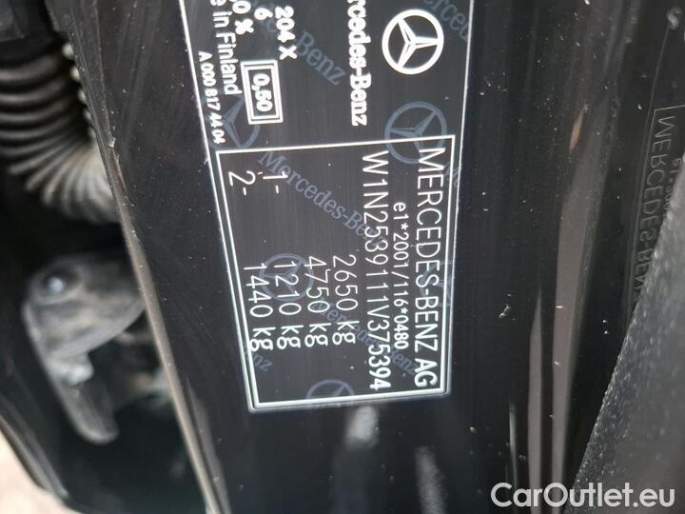 Mercedes-Benz
204 X
6
0,50
in Finland
A 000 817 44 04
MERCEDES-BENZ AG
e1*2001/116*0480
W1N2539111V375394
2650 kg
4750 kg
1- 1210 kg
2- 1440 kg
Mercedes-Benz
MERCEDES-BENZ
CarOutlet.eu